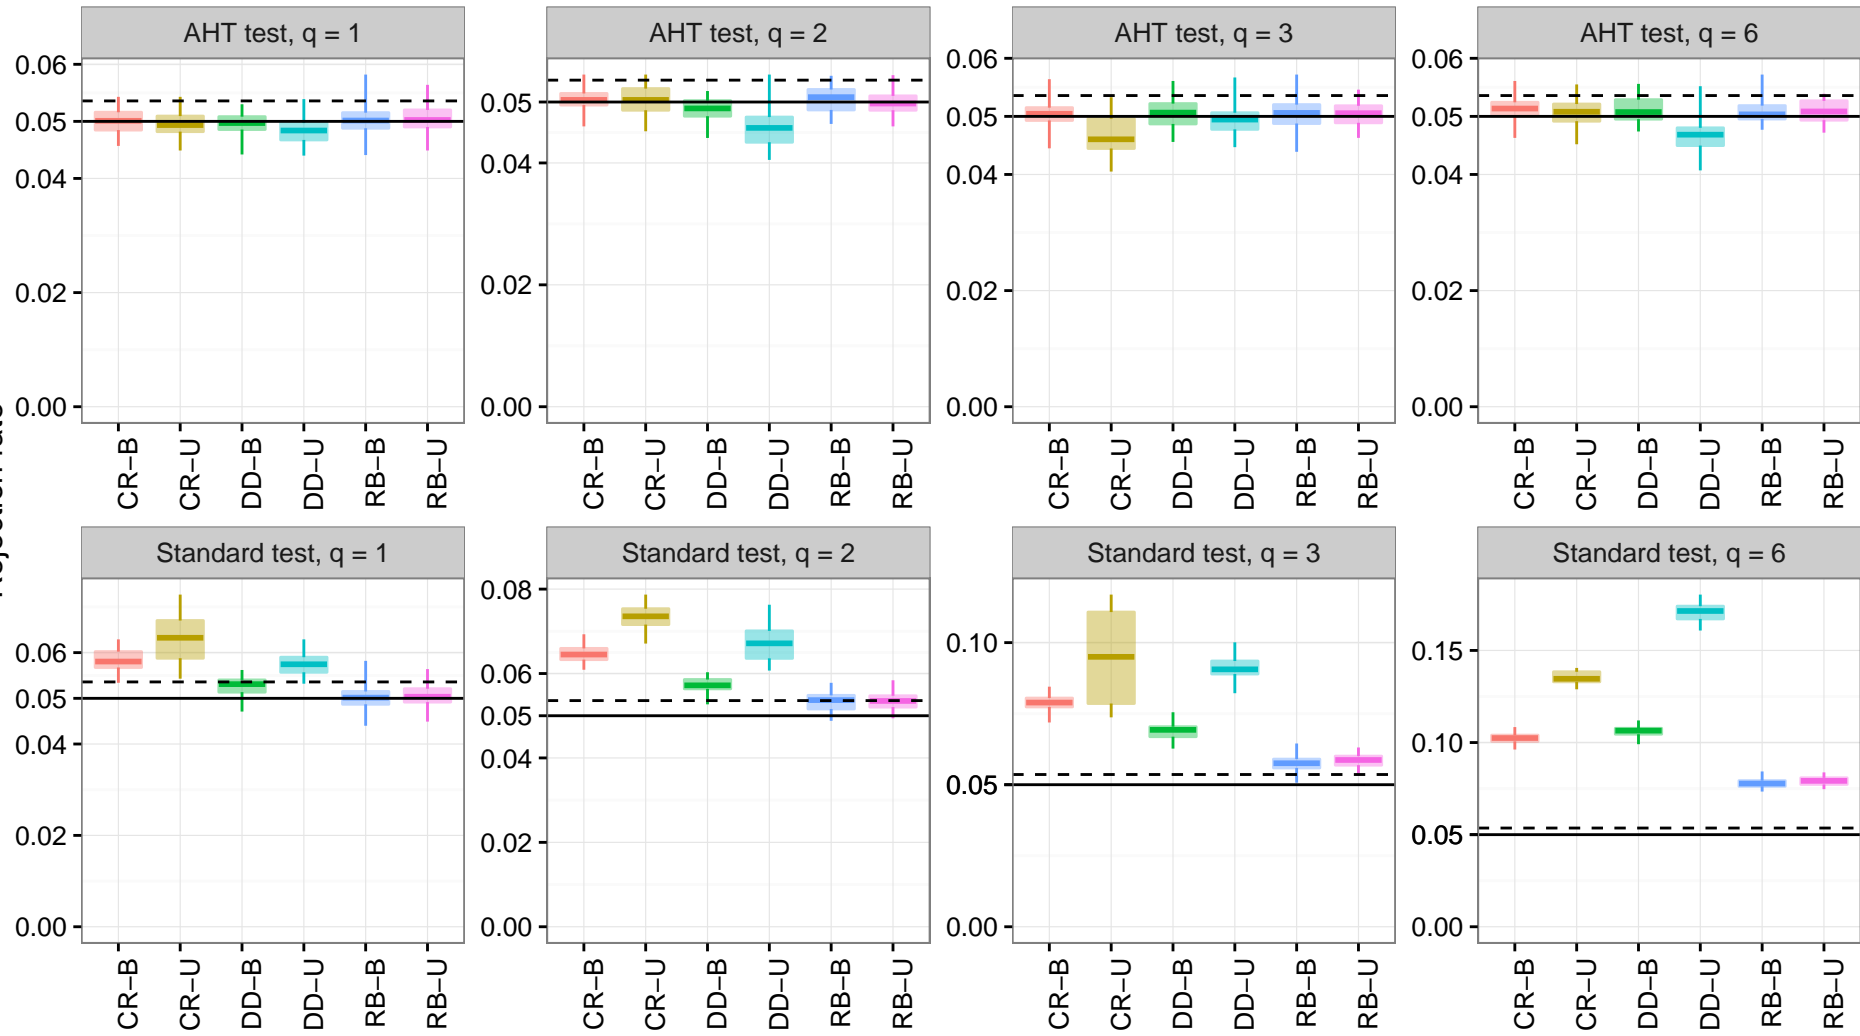 AHT test, q = 1
AHT test, q = 2
AHT test, q = 3
AHT test, q = 6
0.06
0.05
0.04
0.02
0.00
0.05
0.04
0.02
0.00
0.06
0.05
0.04
0.02
0.00
0.06
0.05
0.04
0.02
0.00
CR−B
CR−U
DD−B
DD−U
RB−B
RB−U
CR−B
CR−U
DD−B
DD−U
RB−B
RB−U
CR−B
CR−U
DD−B
DD−U
RB−B
RB−U
CR−B
CR−U
DD−B
DD−U
RB−B
RB−U
Standard test, q = 1
Standard test, q = 2
Standard test, q = 3
Standard test, q = 6
0.06
0.05
0.04
0.02
0.00
0.08
0.06
0.05
0.04
0.02
0.00
0.10
0.05
0.00
0.15
0.10
0.05
0.00
CR−B
CR−U
DD−B
DD−U
RB−B
RB−U
CR−B
CR−U
DD−B
DD−U
RB−B
RB−U
CR−B
CR−U
DD−B
DD−U
RB−B
RB−U
CR−B
CR−U
DD−B
DD−U
RB−B
RB−U